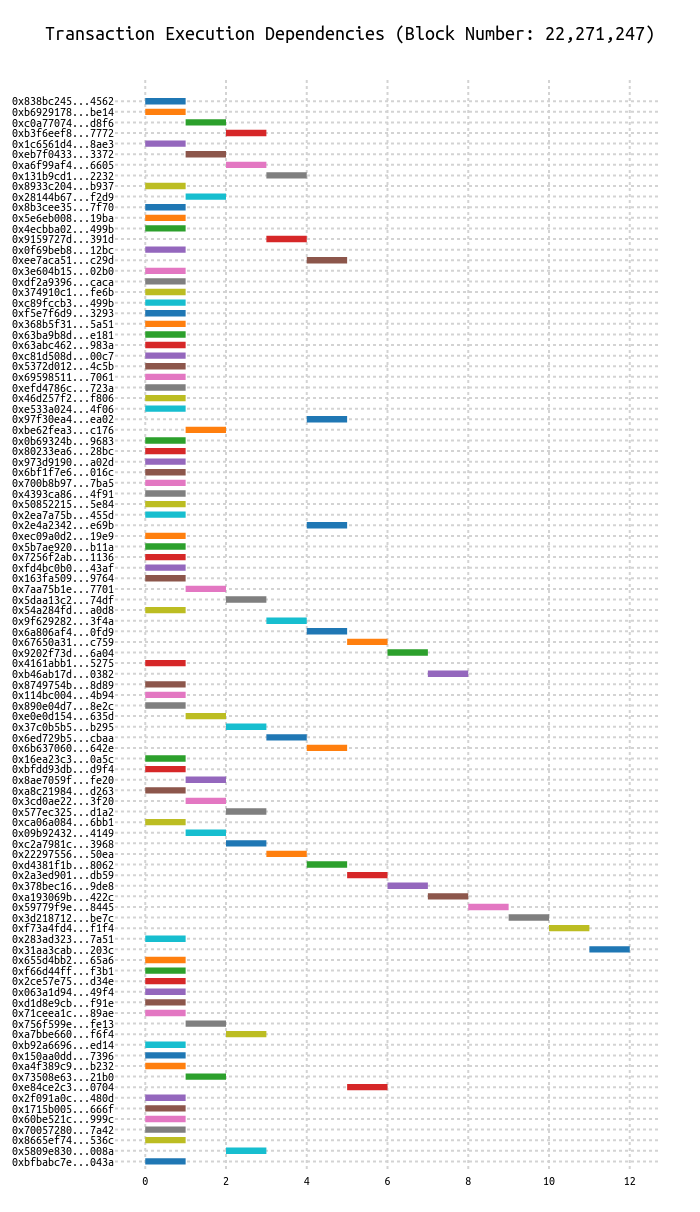 Transaction Execution Dependencies (Block Number: 22,271,247)
0x838bc245...4562
0xb6929178...be14
0xc0a77074...d8f6
0xb3f6eef8...7772
0x1c6561d4...8ae3
0xeb7f0433...3372
0xa6f99af4...6605
0x131b9cd1...2232
0x8933c204...b937
0x28144b67...f2d9
0x8b3cee35...7f70
0x5e6eb008...19ba
0x4ecbba02...499b
0x9159727d...391d
0x0f69beb8...12bc
0xee7aca51...c29d
0x3e604b15...02b0
0xdf2a9396...caca
0x374910c1...fe6b
0xc89fccb3...499b
0xf5e7f6d9...3293
0x368b5f31...5a51
0x63ba9b8d...e181
0x63abc462...983a
0xc81d508d...00c7
0x5372d012...4c5b
0x69598511...7061
0xefd4786c...723a
0x46d257f2...f806
0xe533a024...4f06
0x97f30ea4...ea02
0xbe62fea3...c176
0x0b69324b...9683
0x80233ea6...28bc
0x973d9190...a02d
0x6bf1f7e6...016c
0x700b8b97...7ba5
0x4393ca86...4f91
0x50852215...5e84
0x2ea7a75b...455d
0x2e4a2342...e69b
0xec09a0d2...19e9
0x5b7ae920...b11a
0x7256f2ab...1136
0xfd4bc0b0...43af
0x163fa509...9764
0x7aa75b1e...7701
0x5daa13c2...74df
0x54a284fd...a0d8
0x9f629282...3f4a
0x6a806af4...0fd9
0x67650a31...c759
0x9202f73d...6a04
0x4161abb1...5275
0xb46ab17d...0382
0x8749754b...8d89
0x114bc004...4b94
0x890e04d7...8e2c
0xe0e0d154...635d
0x37c0b5b5...b295
0x6ed729b5...cbaa
0x6b637060...642e
0x16ea23c3...0a5c
0xbfdd93db...d9f4
0x8ae7059f...fe20
0xa8c21984...d263
0x3cd0ae22...3f20
0x577ec325...d1a2
0xca06a084...6bb1
0x09b92432...4149
0xc2a7981c...3968
0x22297556...50ea
0xd4381f1b...8062
0x2a3ed901...db59
0x378bec16...9de8
0xa193069b...422c
0x59779f9e...8445
0x3d218712...be7c
0xf73a4fd4...f1f4
0x283ad323...7a51
0x31aa3cab...203c
0x655d4bb2...65a6
0xf66d44ff...f3b1
0x2ce57e75...d34e
0x063a1d94...49f4
0xd1d8e9cb...f91e
0x71ceea1c...89ae
0x756f599e...fe13
0xa7bbe660...f6f4
0xb92a6696...ed14
0x150aa0dd...7396
0xa4f389c9...b232
0x73508e63...21b0
0xe84ce2c3...0704
0x2f091a0c...480d
0x1715b005...666f
0x60be521c...999c
0x70057280...7a42
0x8665ef74...536c
0x5809e830...008a
0xbfbabc7e...043a
0 2 4 6 8 10 12